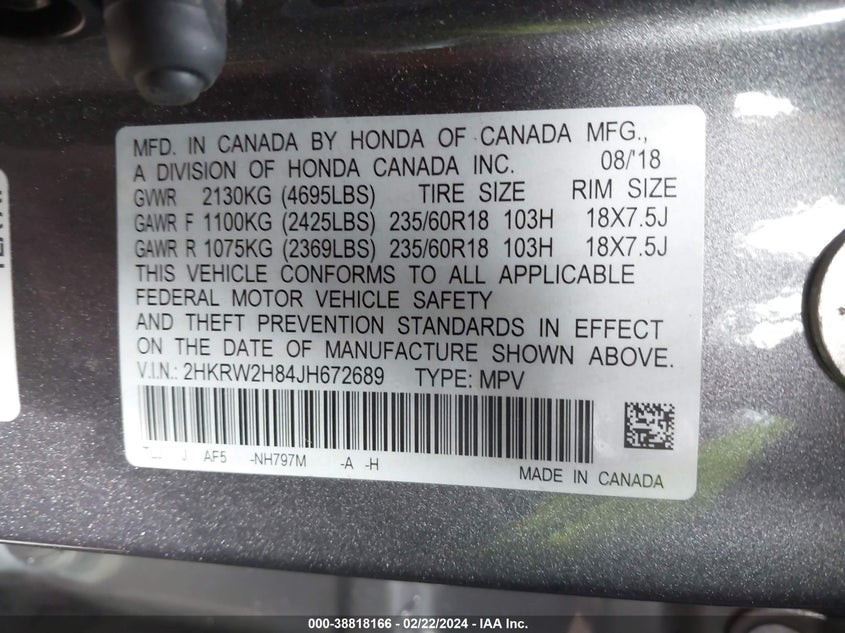 MFD. IN CANADA BY HONDA OF CANADA MFG.,
A DIVISION OF HONDA CANADA INC. 08/'18
GVWR 2130KG (4695LBS) TIRE SIZE RIM SIZE
GAWR F 1100KG (2425LBS) 235/60R18 103H 18X7.5J
GAWR R 1075KG (2369LBS) 235/60R18 103H 18X7.5J
THIS VEHICLE CONFORMS TO ALL APPLICABLE
FEDERAL MOTOR VEHICLE SAFETY
AND THEFT PREVENTION STANDARDS IN EFFECT
ON THE DATE OF MANUFACTURE SHOWN ABOVE.
V.I.N.: 2HKRW2H84JH672689 TYPE: MPV
J AF5 -NH797M -A -H
MADE IN CANADA
000-38818166 - 02/22/2024 - IAA Inc.